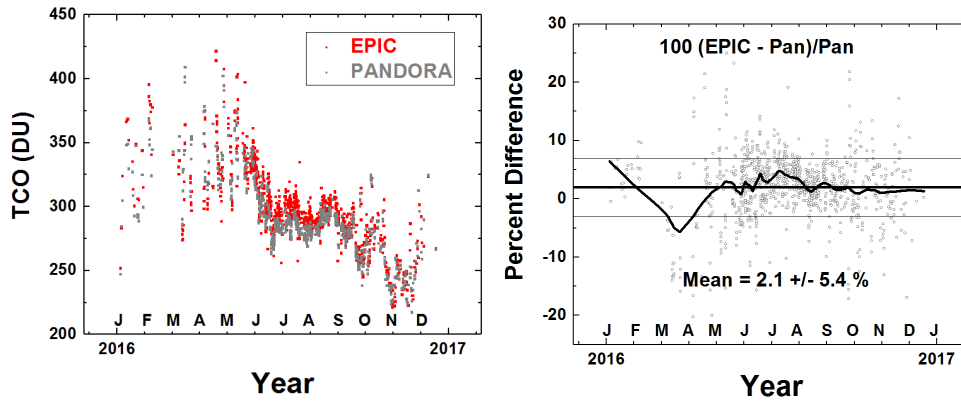 450
400
350
300
250
200
TCO (DU)
EPIC
PANDORA
J F M A M J J A S O N D
2016 2017
Year
30
20
10
0
-10
-20
Percent Difference
100 (EPIC - Pan)/Pan
Mean = 2.1 +/- 5.4 %
J F M A M J J A S O N D J
2016 2017
Year